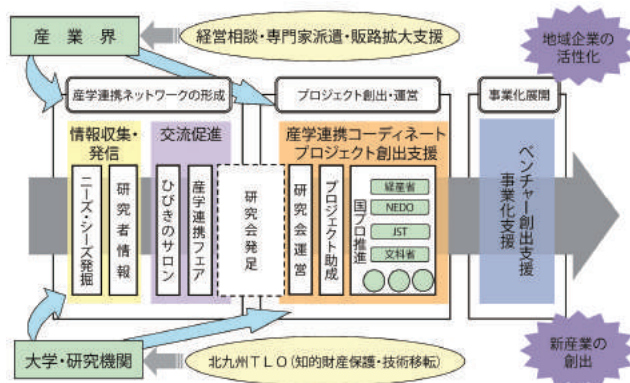 産業界
経営相談・専門家派遣・販路拡大支援
地域企業の
活性化
産学連携ネットワークの形成
プロジェクト創出・運営
事業化展開
情報収集・
発信
交流促進
産学連携コーディネート
プロジェクト創出支援
ニーズ・シーズ発掘
研究者情報
ひびきのサロン
産学連携フェア
研究会発足
研究会運営
プロジェクト助成
国プロ推進
経産省
NEDO
JST
文科省
ベンチャー創出支援
事業化支援
大学・研究機関
北九州TLO（知的財産保護・技術移転）
新産業の
創出